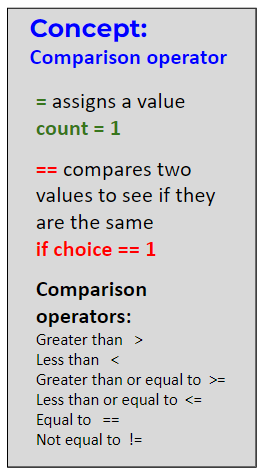 Concept:
Comparison operator
= assigns a value
count = 1
== compares two
values to see if they
are the same
if choice == 1
Comparison
operators:
Greater than >
Less than <
Greater than or equal to >=
Less than or equal to <=
Equal to ==
Not equal to !=